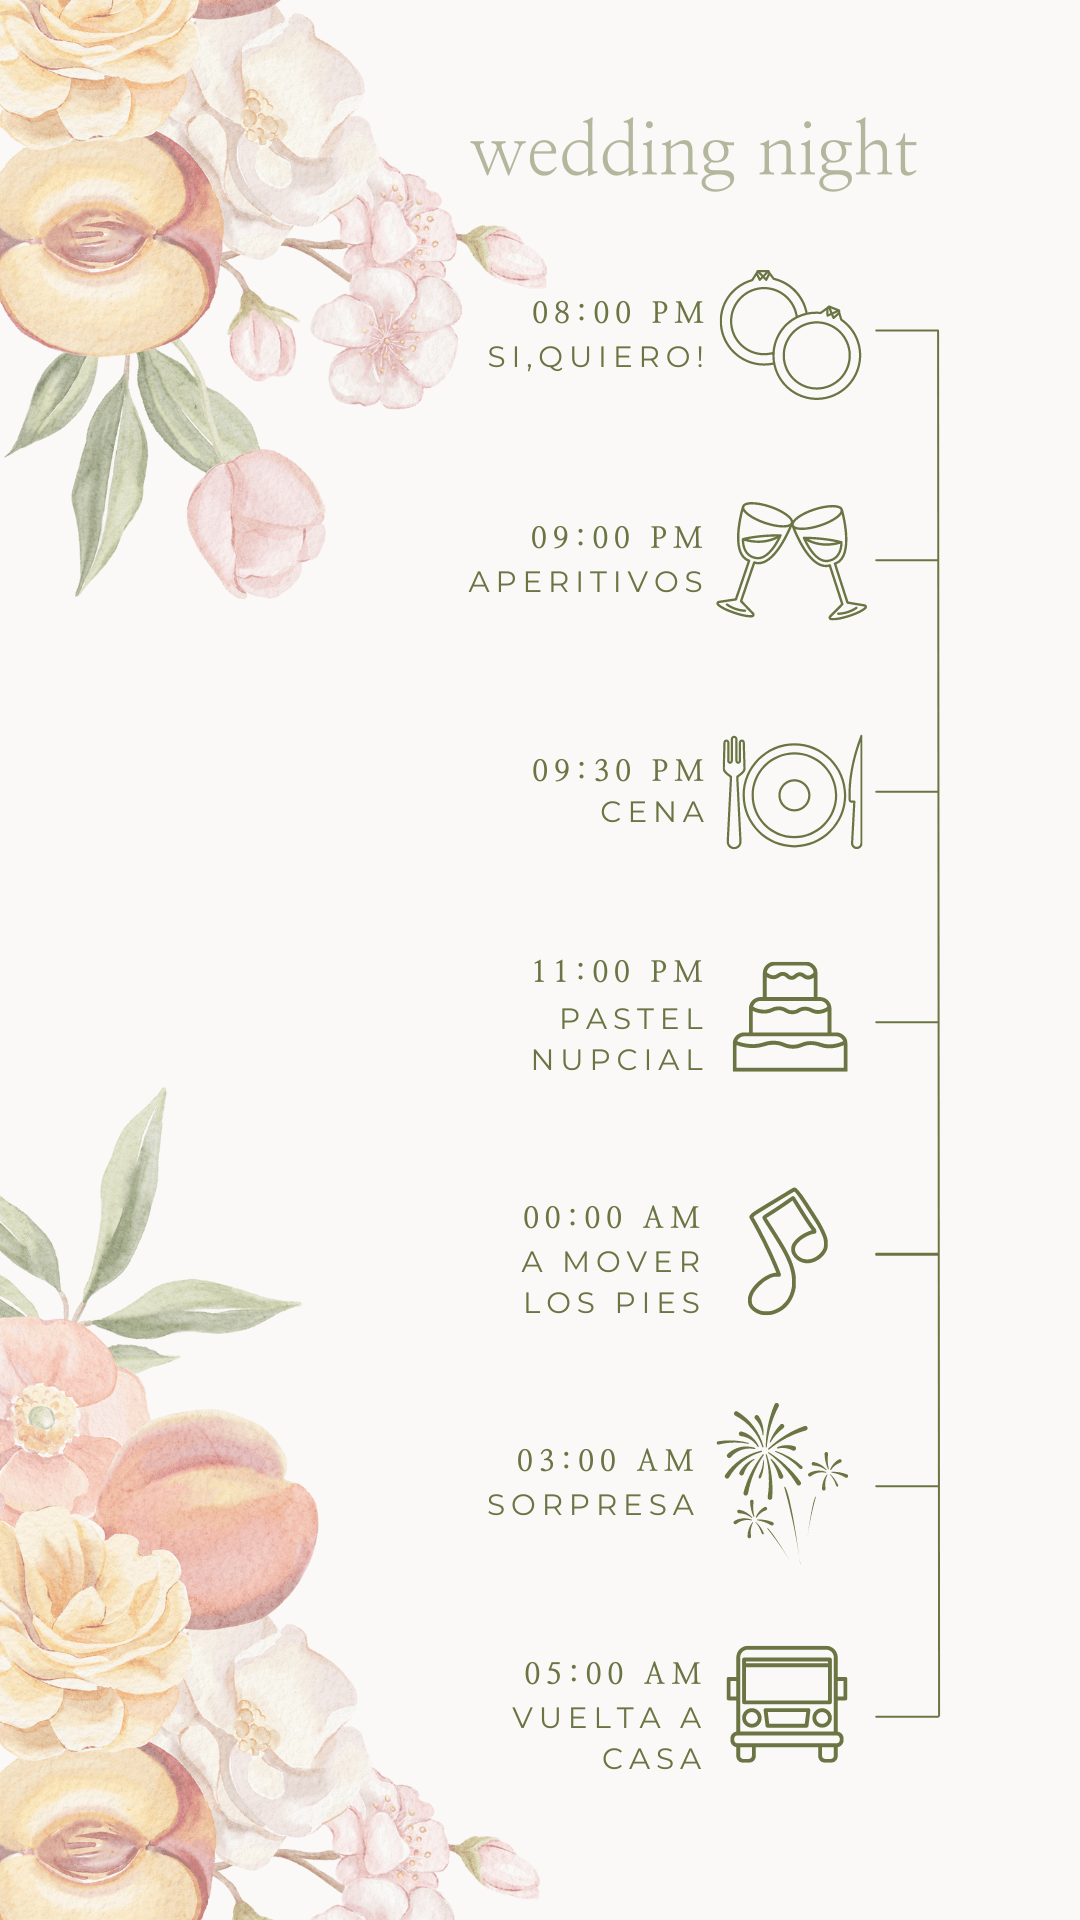 wedding night
08:00 PM
SI,QUIERO!
09:00 PM
APERITIVOS
09:30 PM
CENA
11:00 PM
PASTEL
NUPCIAL
00:00 AM
A MOVER
LOS PIES
03:00 AM
SORPRESA
05:00 AM
VUELTA A
CASA